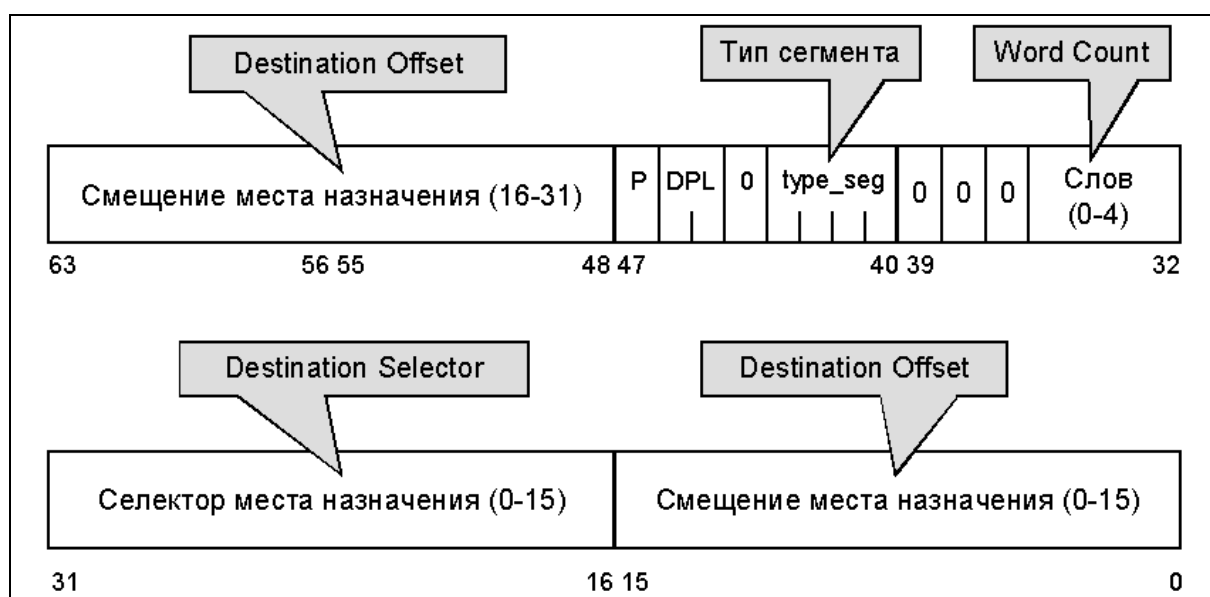 Destination Offset
Тип сегмента
Word Count
Смещение места назначения (16-31)
P
DPL
0
type_seg
0
0
0
Слов
(0-4)
63
56 55
48 47
40 39
32
Destination Selector
Destination Offset
Селектор места назначения (0-15)
Смещение места назначения (0-15)
31
16 15
0